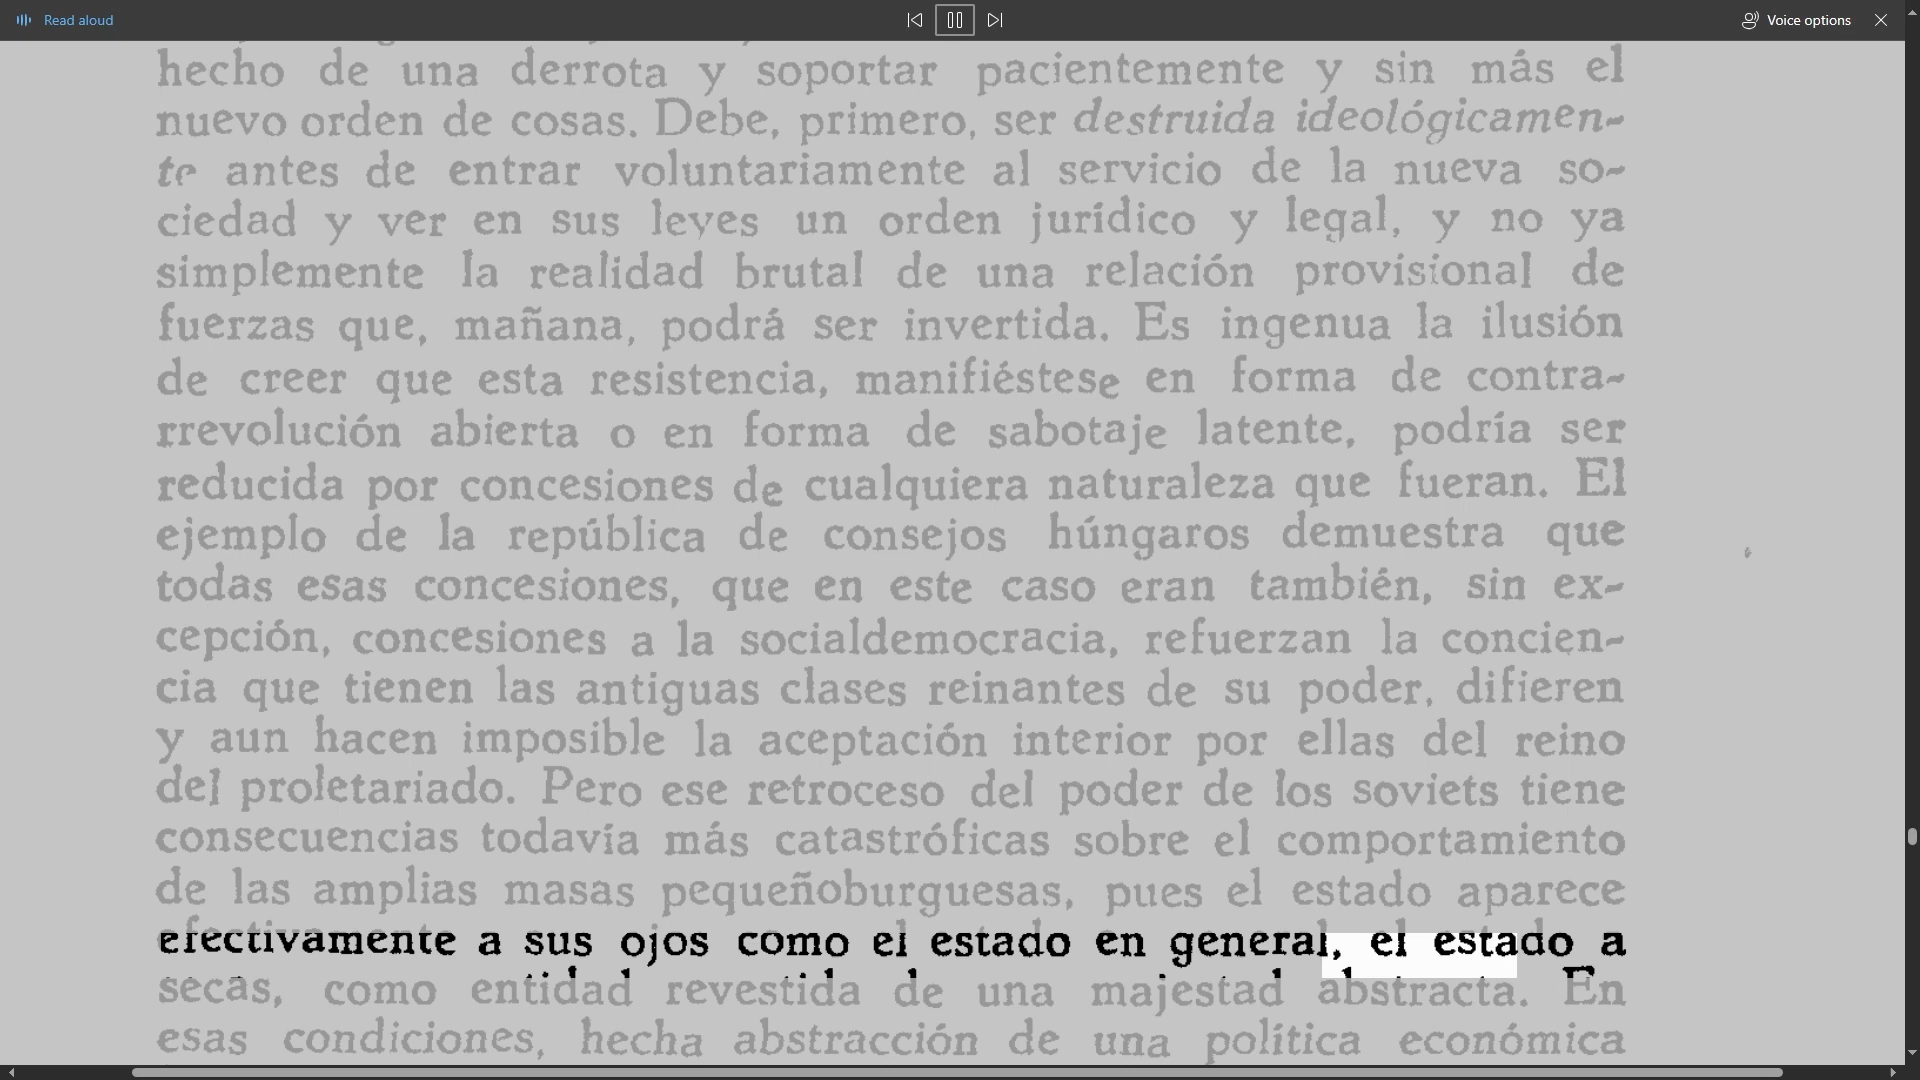 Read aloud
Voice options
hecho de una derrota y soportar pacientemente y sin más el
nuevo orden de cosas. Debe, primero, ser destruida ideológicamen-
te antes de entrar voluntariamente al servicio de la nueva so-
ciedad y ver en sus leyes un orden jurídico y legal, y no ya
simplemente la realidad brutal de una relación provisional de
fuerzas que, mañana, podrá ser invertida. Es ingenua la ilusión
de creer que esta resistencia, manifiéstese en forma de contra-
rrevolución abierta o en forma de sabotaje latente, podría ser
reducida por concesiones de cualquiera naturaleza que fueran. El
ejemplo de la república de consejos húngaros demuestra que
todas esas concesiones, que en este caso eran también, sin ex-
cepción, concesiones a la socialdemocracia, refuerzan la concien-
cia que tienen las antiguas clases reinantes de su poder, difieren
y aun hacen imposible la aceptación interior por ellas del reino
del proletariado. Pero ese retroceso del poder de los soviets tiene
consecuencias todavía más catastróficas sobre el comportamiento
de las amplias masas pequeñoburguesas, pues el estado aparece
efectivamente a sus ojos como el estado en general, el estado a
secas, como entidad revestida de una majestad abstracta. En
esas condiciones, hecha abstracción de una política económica